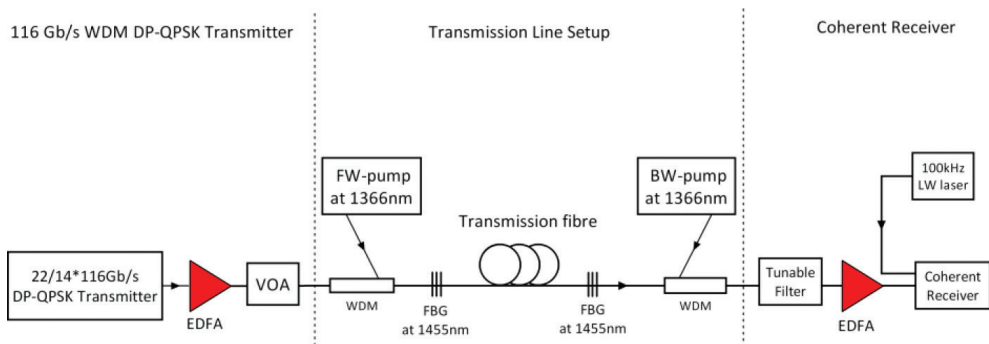 116 Gb/s WDM DP-QPSK Transmitter
Transmission Line Setup
Coherent Receiver
FW-pump
at 1366nm
BW-pump
at 1366nm
100kHz
LW laser
Transmission fibre
22/14*116Gb/s
DP-QPSK Transmitter
EDFA
VOA
WDM
FBG
at 1455nm
FBG
at 1455nm
WDM
Tunable
Filter
EDFA
Coherent
Receiver